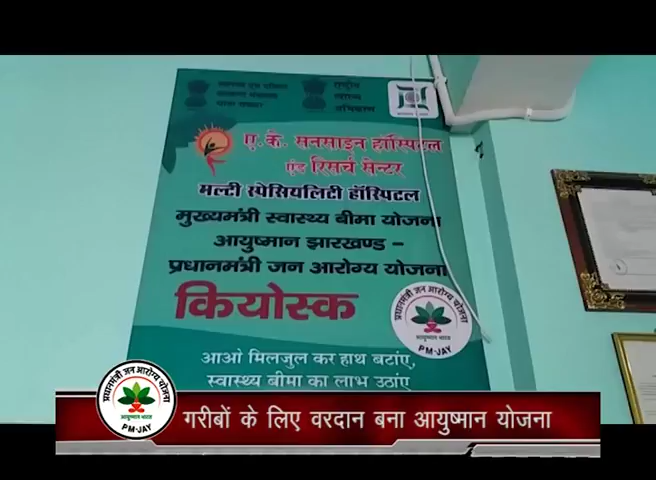 राष्ट्रीय
स्वास्थ्य
ए. के. सनसाइन हॉस्पिटल
एंड रिसर्च सेन्टर
मल्टी स्पेसियलिटी हॉस्पिटल
मुख्यमंत्री स्वास्थ्य बीमा योजना
आयुष्मान झारखण्ड –
प्रधानमंत्री जन आरोग्य योजना
कियोस्क
प्रधानमंत्री जन आरोग्य योजना
आयुष्मान भारत
PM-JAY
आओ मिलजुल कर हाथ बटाएं,
स्वास्थ्य बीमा का लाभ उठाएं
प्रधानमंत्री जन आरोग्य योजना
आयुष्मान भारत
PM-JAY
गरीबों के लिए वरदान बना आयुष्मान योजना